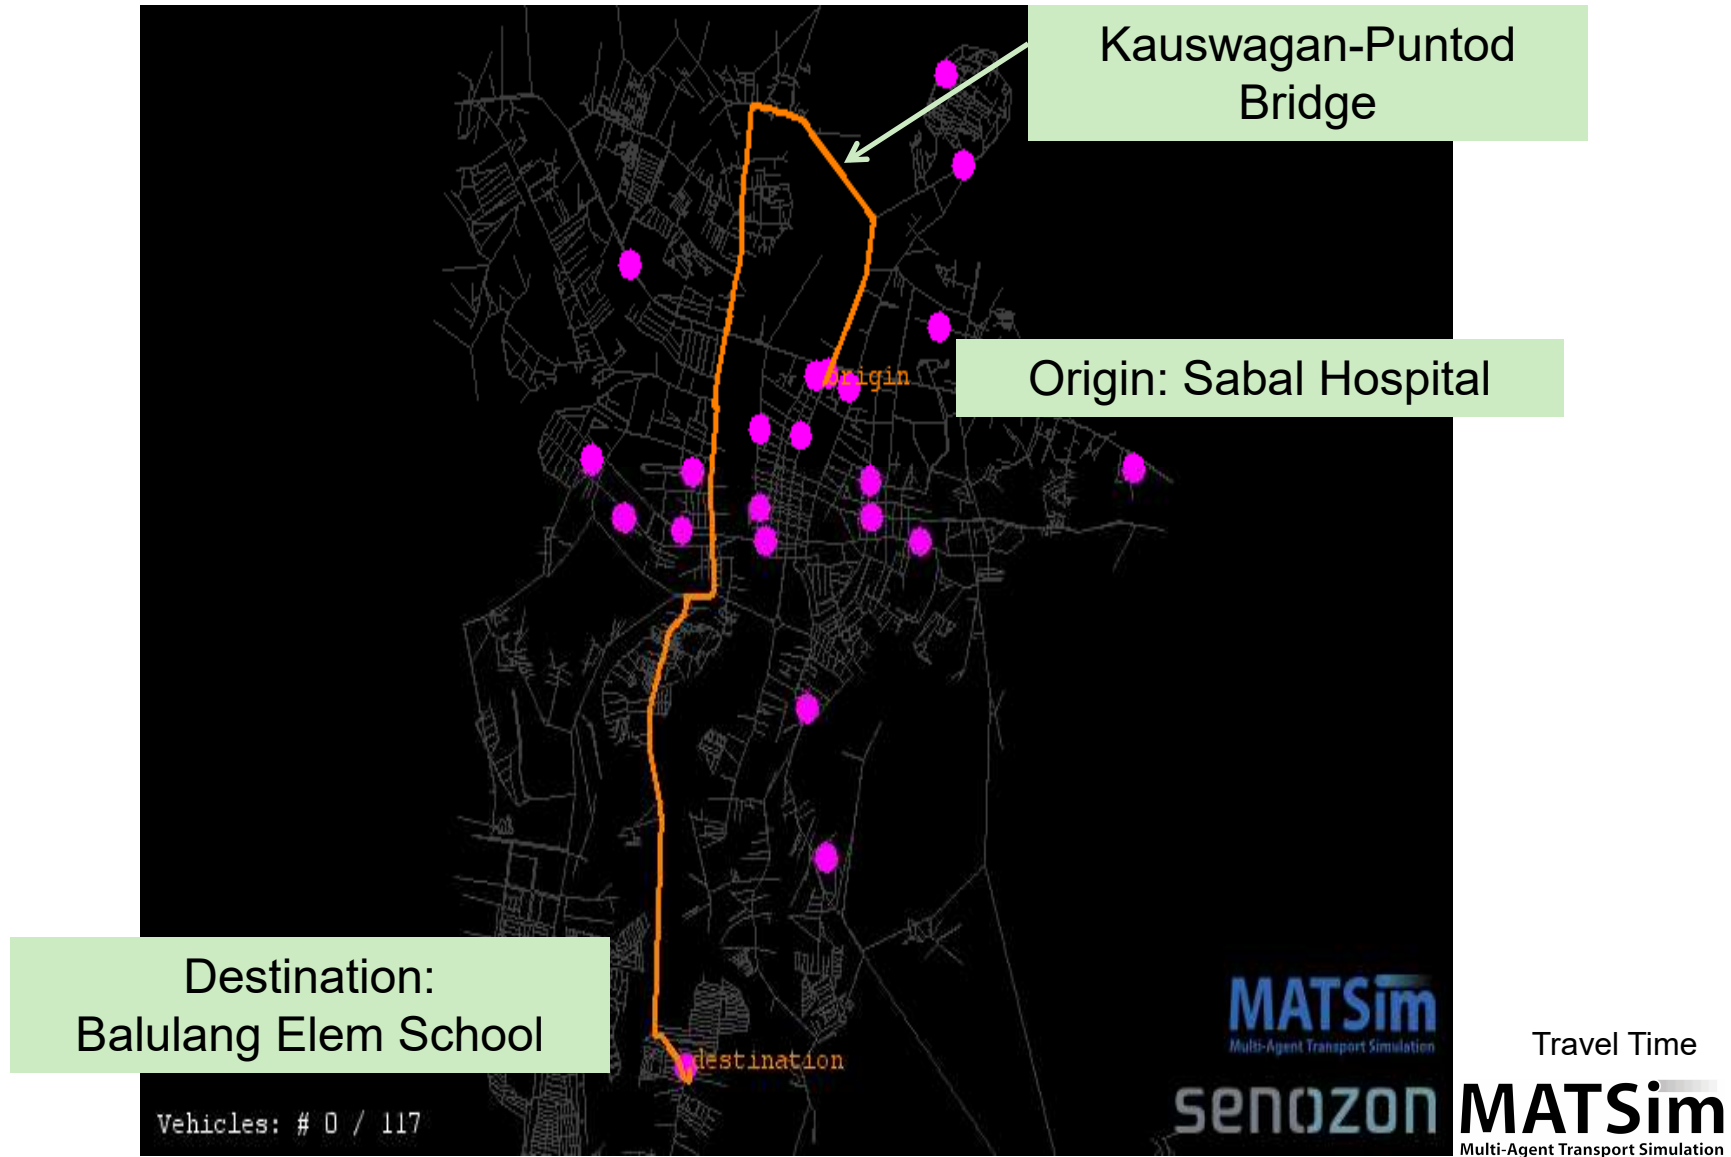 Kauswagan-Puntod
Bridge
origin
Origin: Sabal Hospital
Destination:
Balulang Elem School
destination
Vehicles: # 0 / 117
MATSim
Multi-Agent Transport Simulation
senozon
Travel Time
MATSim
Multi-Agent Transport Simulation